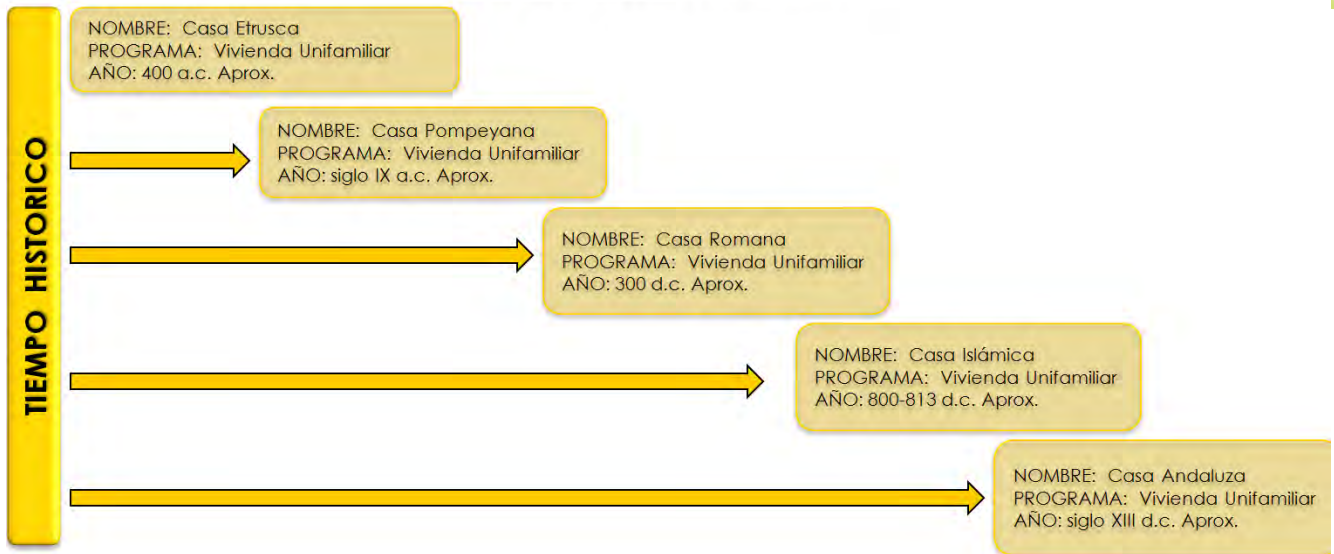 TIEMPO HISTORICO
NOMBRE: Casa Etrusca
PROGRAMA: Vivienda Unifamiliar
AÑO: 400 a.c. Aprox.
NOMBRE: Casa Pompeyana
PROGRAMA: Vivienda Unifamiliar
AÑO: siglo IX a.c. Aprox.
NOMBRE: Casa Romana
PROGRAMA: Vivienda Unifamiliar
AÑO: 300 d.c. Aprox.
NOMBRE: Casa Islámica
PROGRAMA: Vivienda Unifamiliar
AÑO: 800-813 d.c. Aprox.
NOMBRE: Casa Andaluza
PROGRAMA: Vivienda Unifamiliar
AÑO: siglo XIII d.c. Aprox.